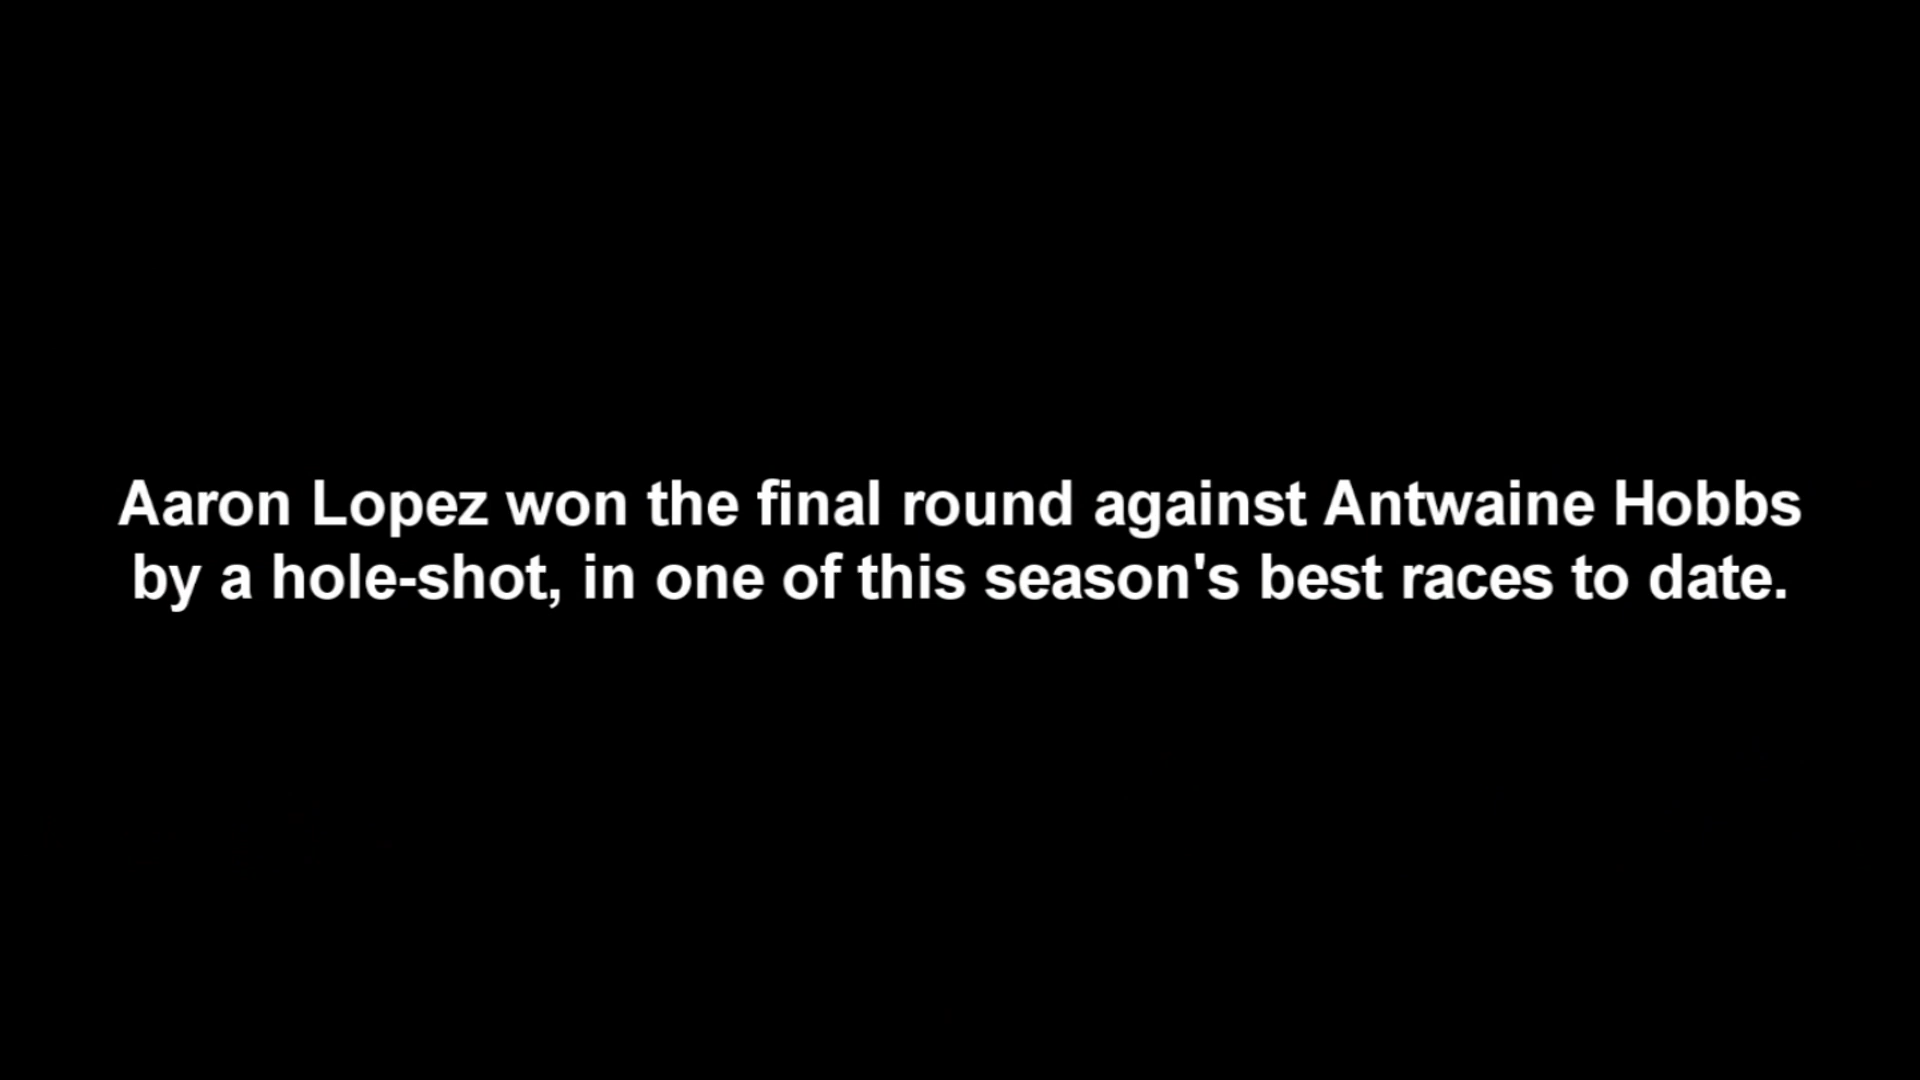 Aaron Lopez won the final round against Antwaine Hobbs
by a hole-shot, in one of this season's best races to date.